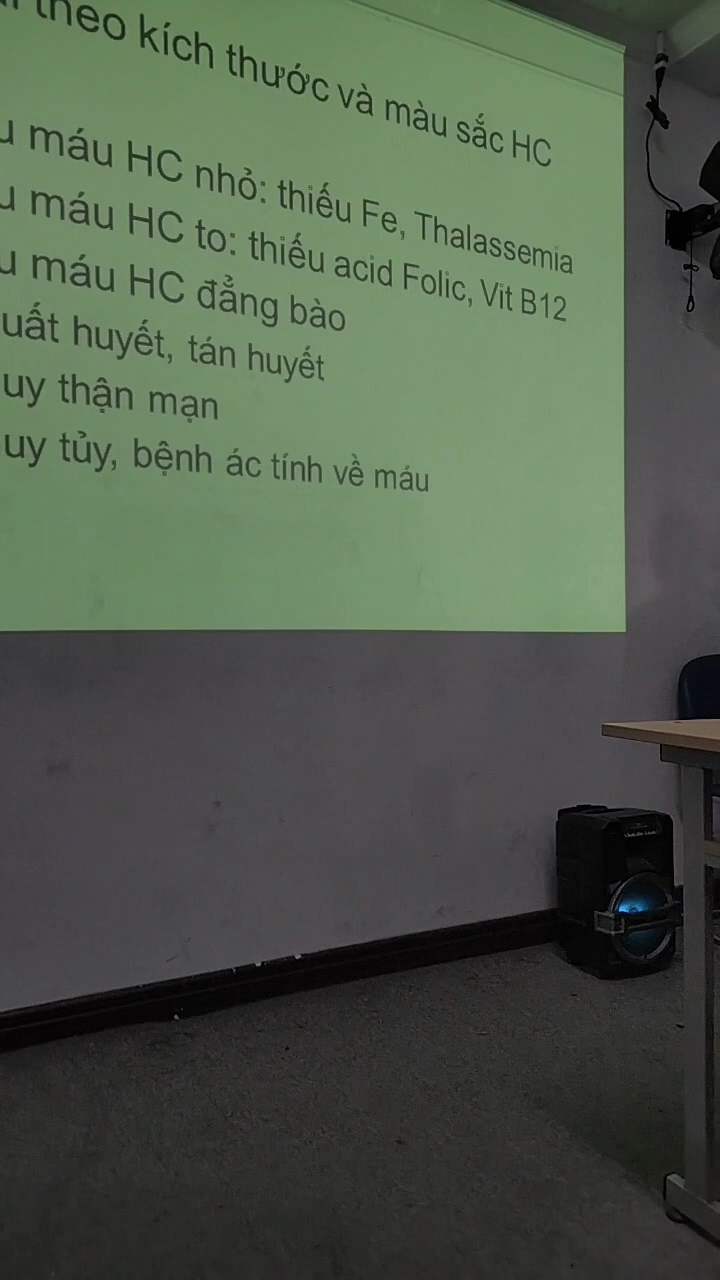 theo kích thước và màu sắc HC
máu HC nhỏ: thiếu Fe, Thalassemia
máu HC to: thiếu acid Folic, Vit B12
máu HC đẳng bào
uất huyết, tán huyết
uy thận mạn
uy tủy, bệnh ác tính về máu